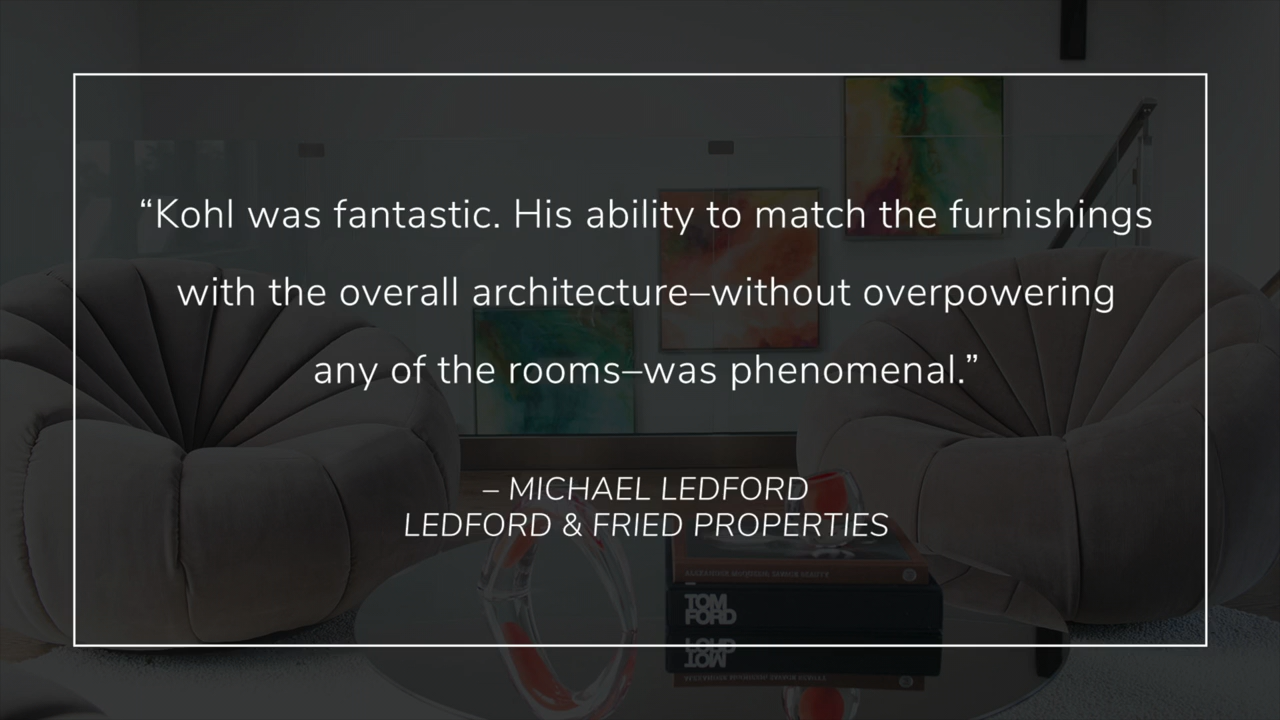 “Kohl was fantastic. His ability to match the furnishings
with the overall architecture–without overpowering
any of the rooms–was phenomenal.”
– MICHAEL LEDFORD
LEDFORD & FRIED PROPERTIES
TOM
FORD